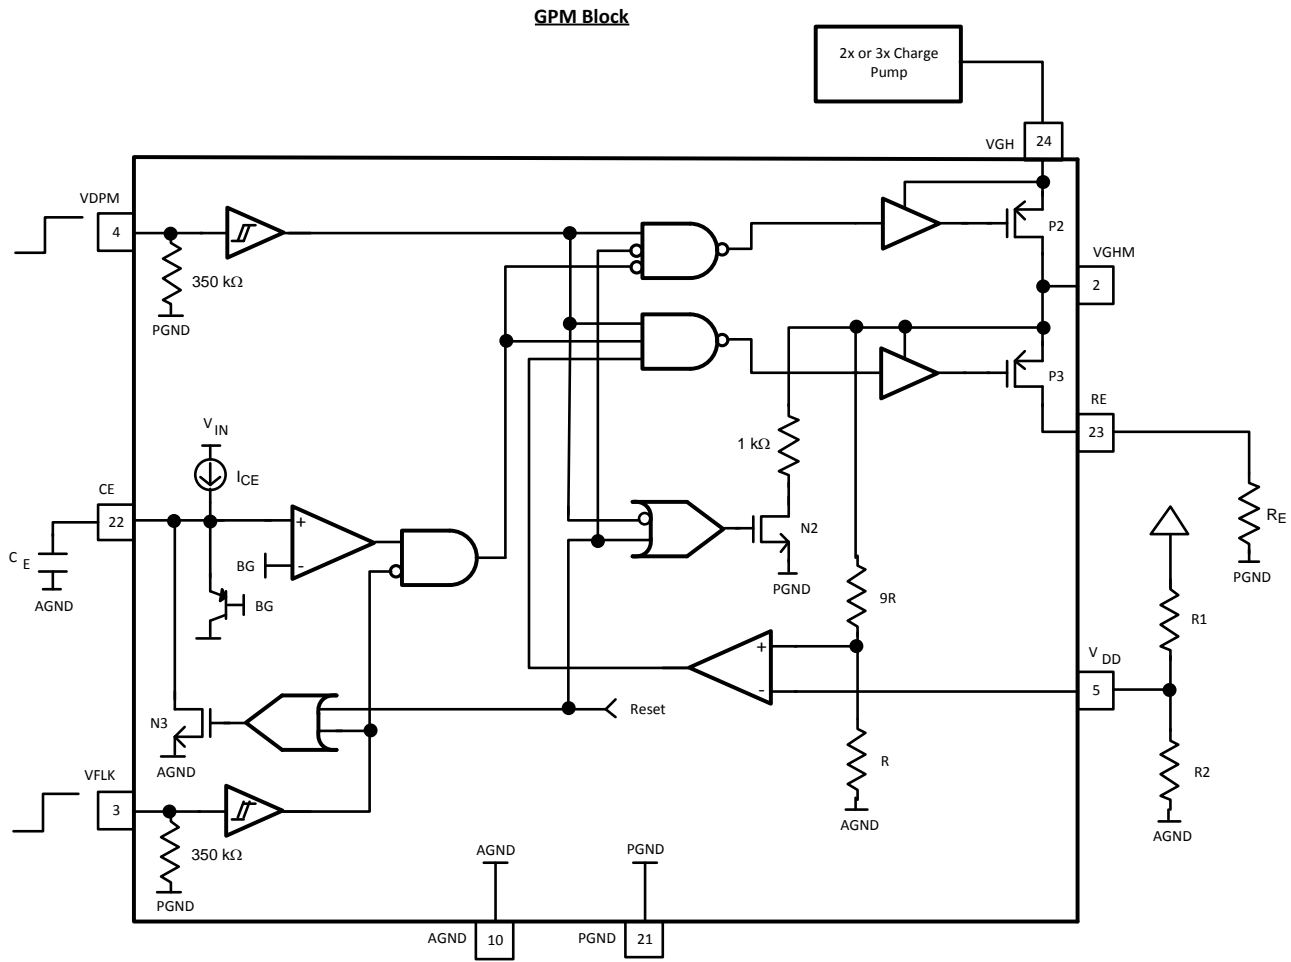 GPM Block
2x or 3x Charge
Pump
VGH
24
VDPM
4
350 kΩ
PGND
P2
VGHM
2
P3
RE
23
1 kΩ
V IN
I CE
CE
22
C E
AGND
+
-
BG
BG
N2
PGND
R E
PGND
9R
R1
+
-
V DD
5
Reset
N3
AGND
R
R2
VFLK
3
350 kΩ
PGND
AGND
AGND
AGND
PGND
AGND
10
PGND
21